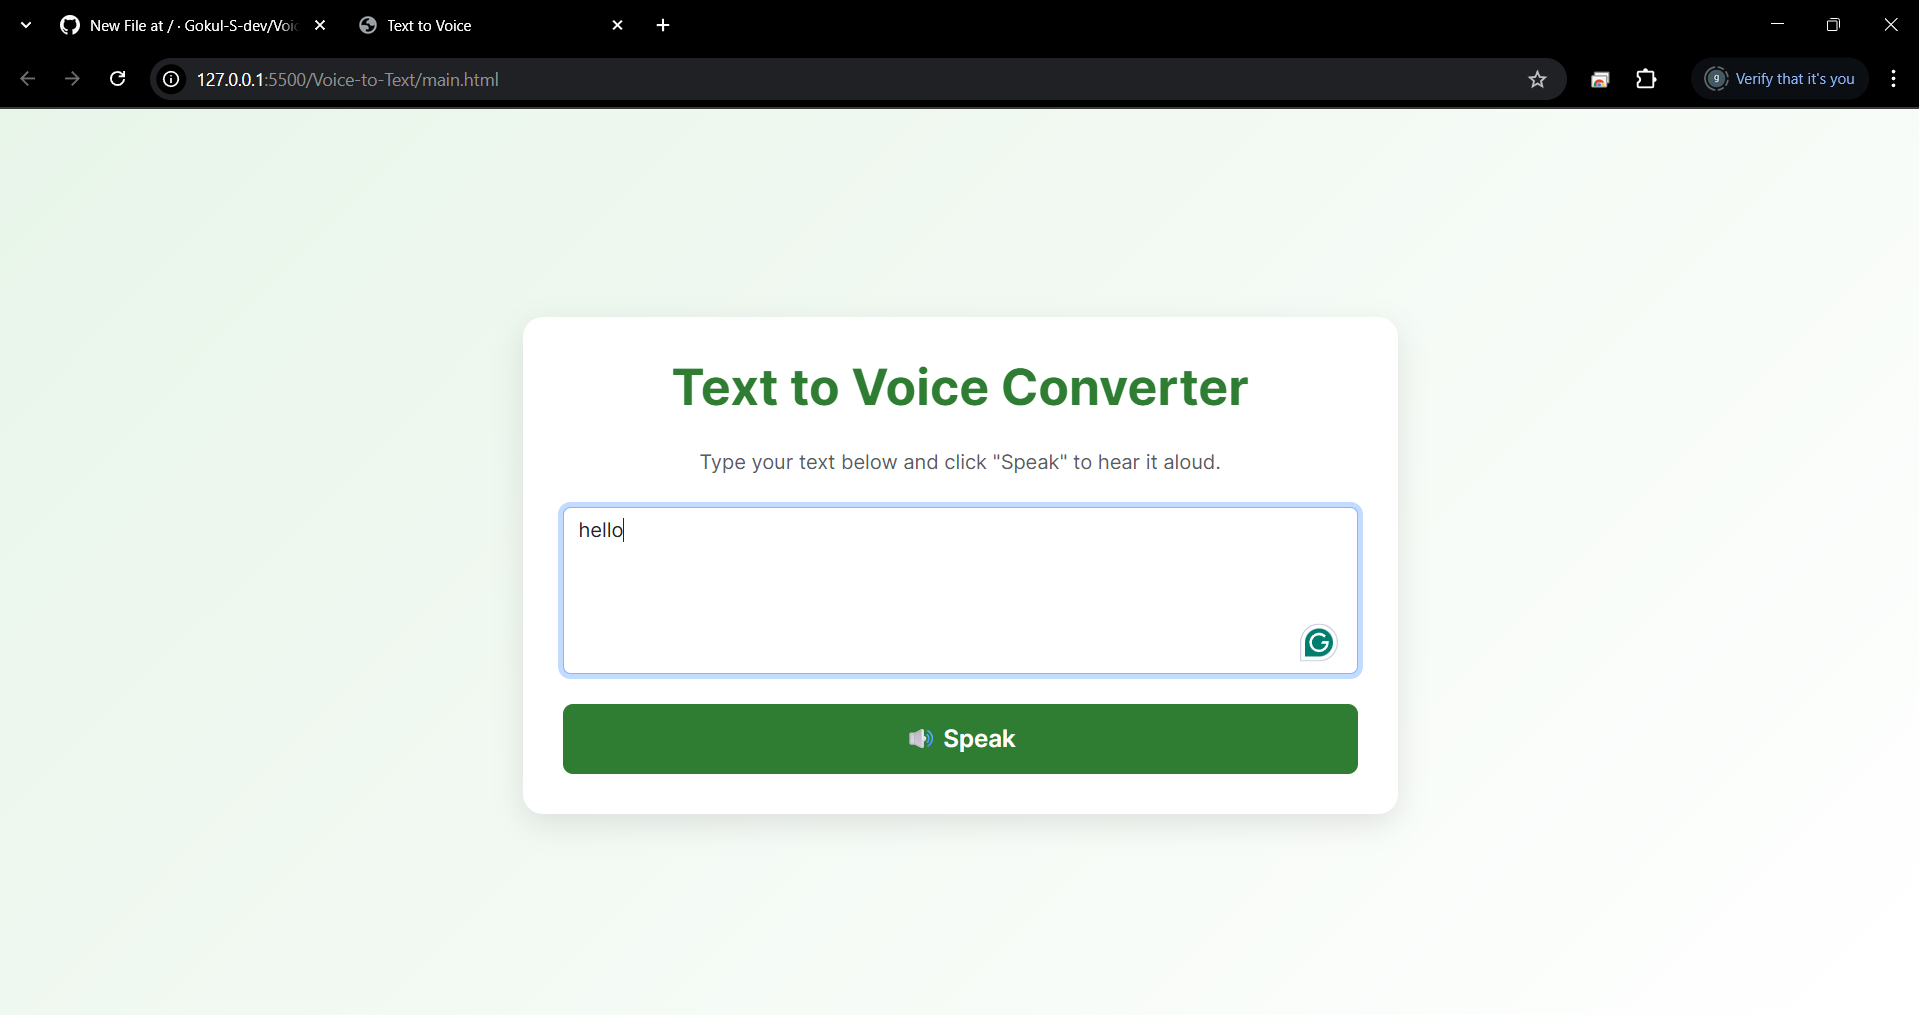 New File at / · Gokul-S-dev/Voic
Text to Voice
127.0.0.1:5500/Voice-to-Text/main.html
9
Verify that it's you
Text to Voice Converter
Type your text below and click "Speak" to hear it aloud.
hello
G
Speak